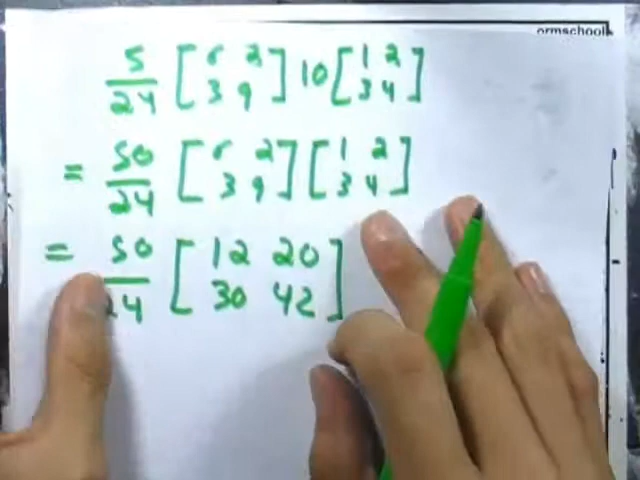 ormschool
5/24 [6 2; 3 9] 10 [1 2; 3 4]
= 50/24 [6 2; 3 9] [1 2; 3 4]
= 50/24 [12 20; 30 42]